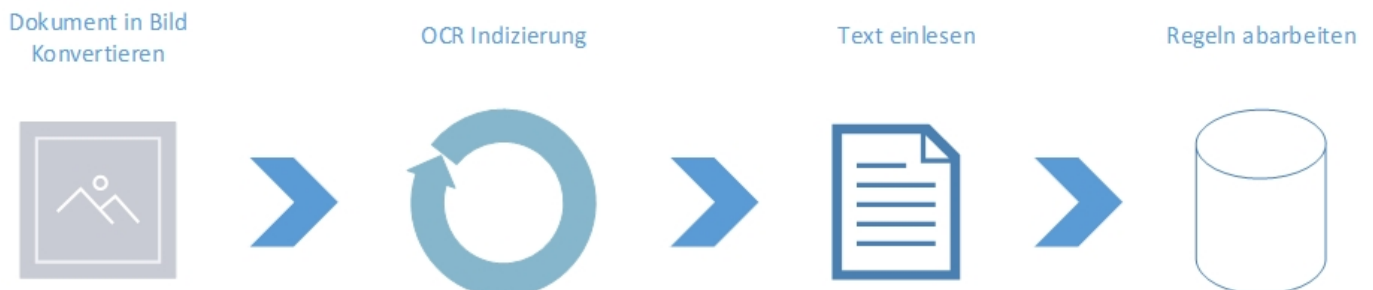 Dokument in Bild
Konvertieren
OCR Indizierung
Text einlesen
Regeln abarbeiten